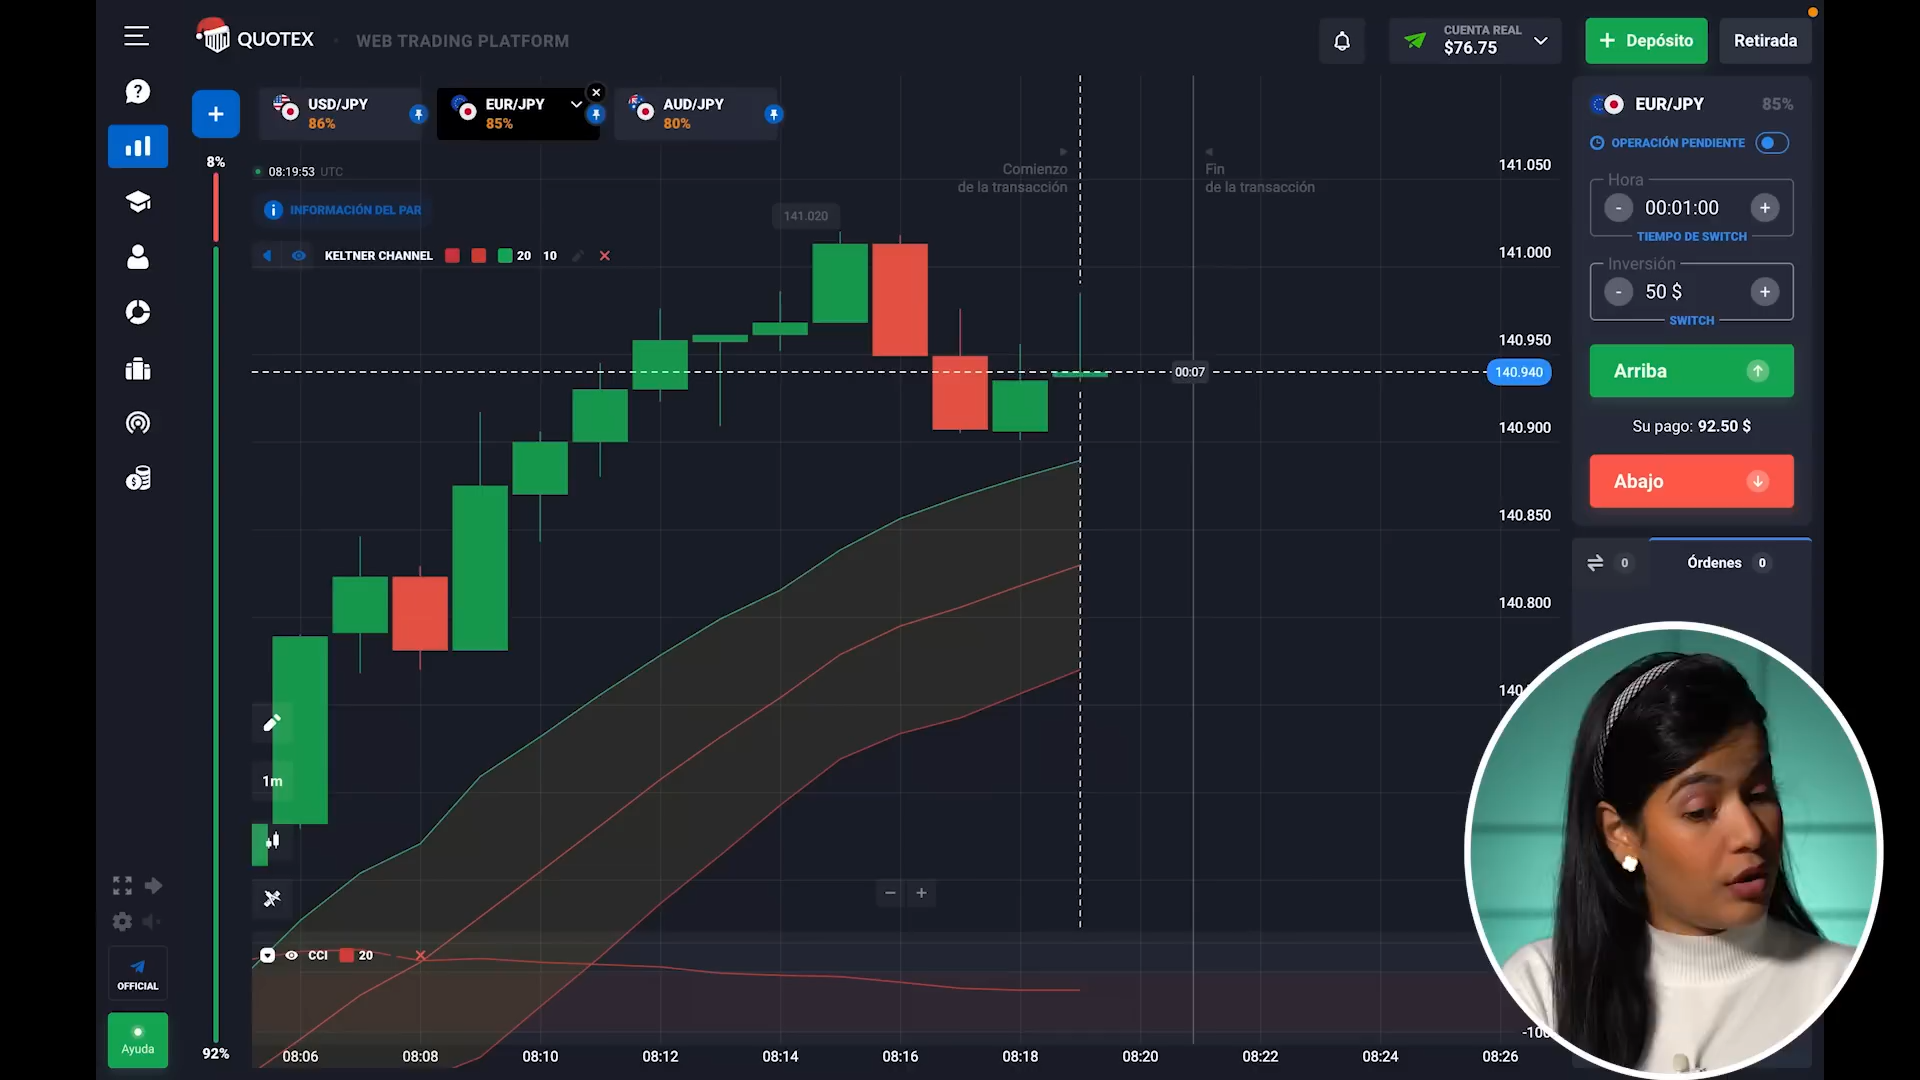 QUOTEX
WEB TRADING PLATFORM
CUENTA REAL
$76.75
+ Depósito
Retirada
USD/JPY
86%
EUR/JPY
85%
AUD/JPY
80%
8%
08:19:53 UTC
INFORMACIÓN DEL PAR
KELTNER CHANNEL 20 10
141.020
Comienzo
de la transacción
Fin
de la transacción
141.050
141.000
140.950
140.940
00:07
140.900
140.850
140.800
EUR/JPY 85%
OPERACIÓN PENDIENTE
Hora
- 00:01:00 +
TIEMPO DE SWITCH
Inversión
- 50 $ +
SWITCH
Arriba
Su pago: 92.50 $
Abajo
0
Órdenes 0
1m
CCI 20
OFFICIAL
Ayuda
92%
08:06
08:08
08:10
08:12
08:14
08:16
08:18
08:20
08:22
08:24
08:26